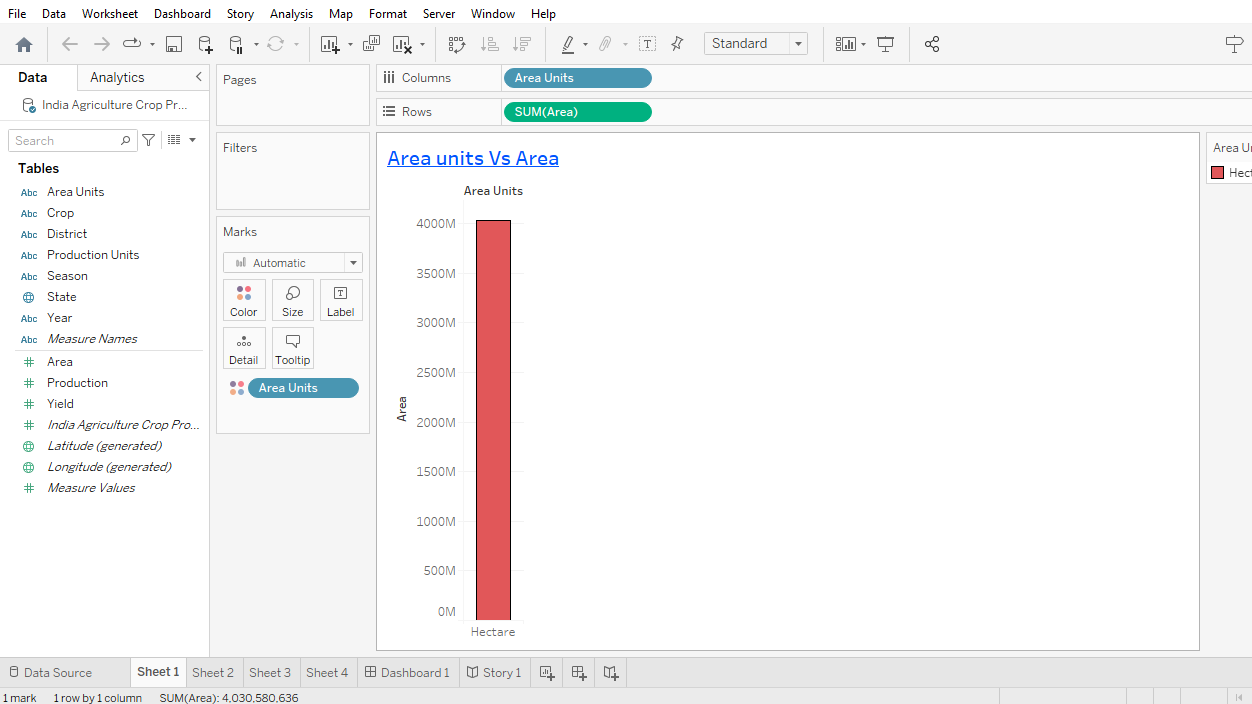 File Data Worksheet Dashboard Story Analysis Map Format Server Window Help
Standard
Data Analytics
India Agriculture Crop Pr...
Search
Tables
Abc Area Units
Abc Crop
Abc District
Abc Production Units
Abc Season
State
Abc Year
Abc Measure Names
Area
Production
Yield
India Agriculture Crop Pro...
Latitude (generated)
Longitude (generated)
Measure Values
Pages
Filters
Marks
Automatic
Color Size Label
Detail Tooltip
Area Units
Columns Area Units
Rows SUM(Area)
Area units Vs Area
Area Units
4000M
3500M
3000M
2500M
2000M
1500M
1000M
500M
0M
Area
Hectare
Area Un
Hect
Data Source Sheet 1 Sheet 2 Sheet 3 Sheet 4 Dashboard 1 Story 1
1 mark 1 row by 1 column SUM(Area): 4,030,580,636